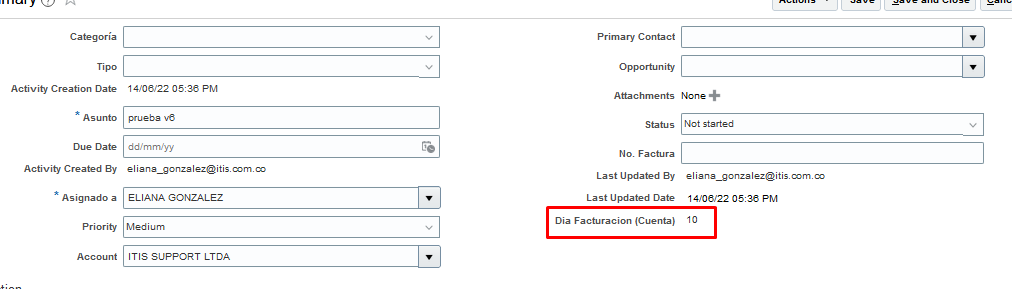 Actions Save Save and Close
Categoría
Tipo
Activity Creation Date 14/06/22 05:36 PM
* Asunto prueba v6
Due Date dd/mm/yy
Activity Created By eliana_gonzalez@itis.com.co
* Asignado a ELIANA GONZALEZ
Priority Medium
Account ITIS SUPPORT LTDA
Primary Contact
Opportunity
Attachments None
Status Not started
No. Factura
Last Updated By eliana_gonzalez@itis.com.co
Last Updated Date 14/06/22 05:36 PM
Dia Facturacion (Cuenta) 10